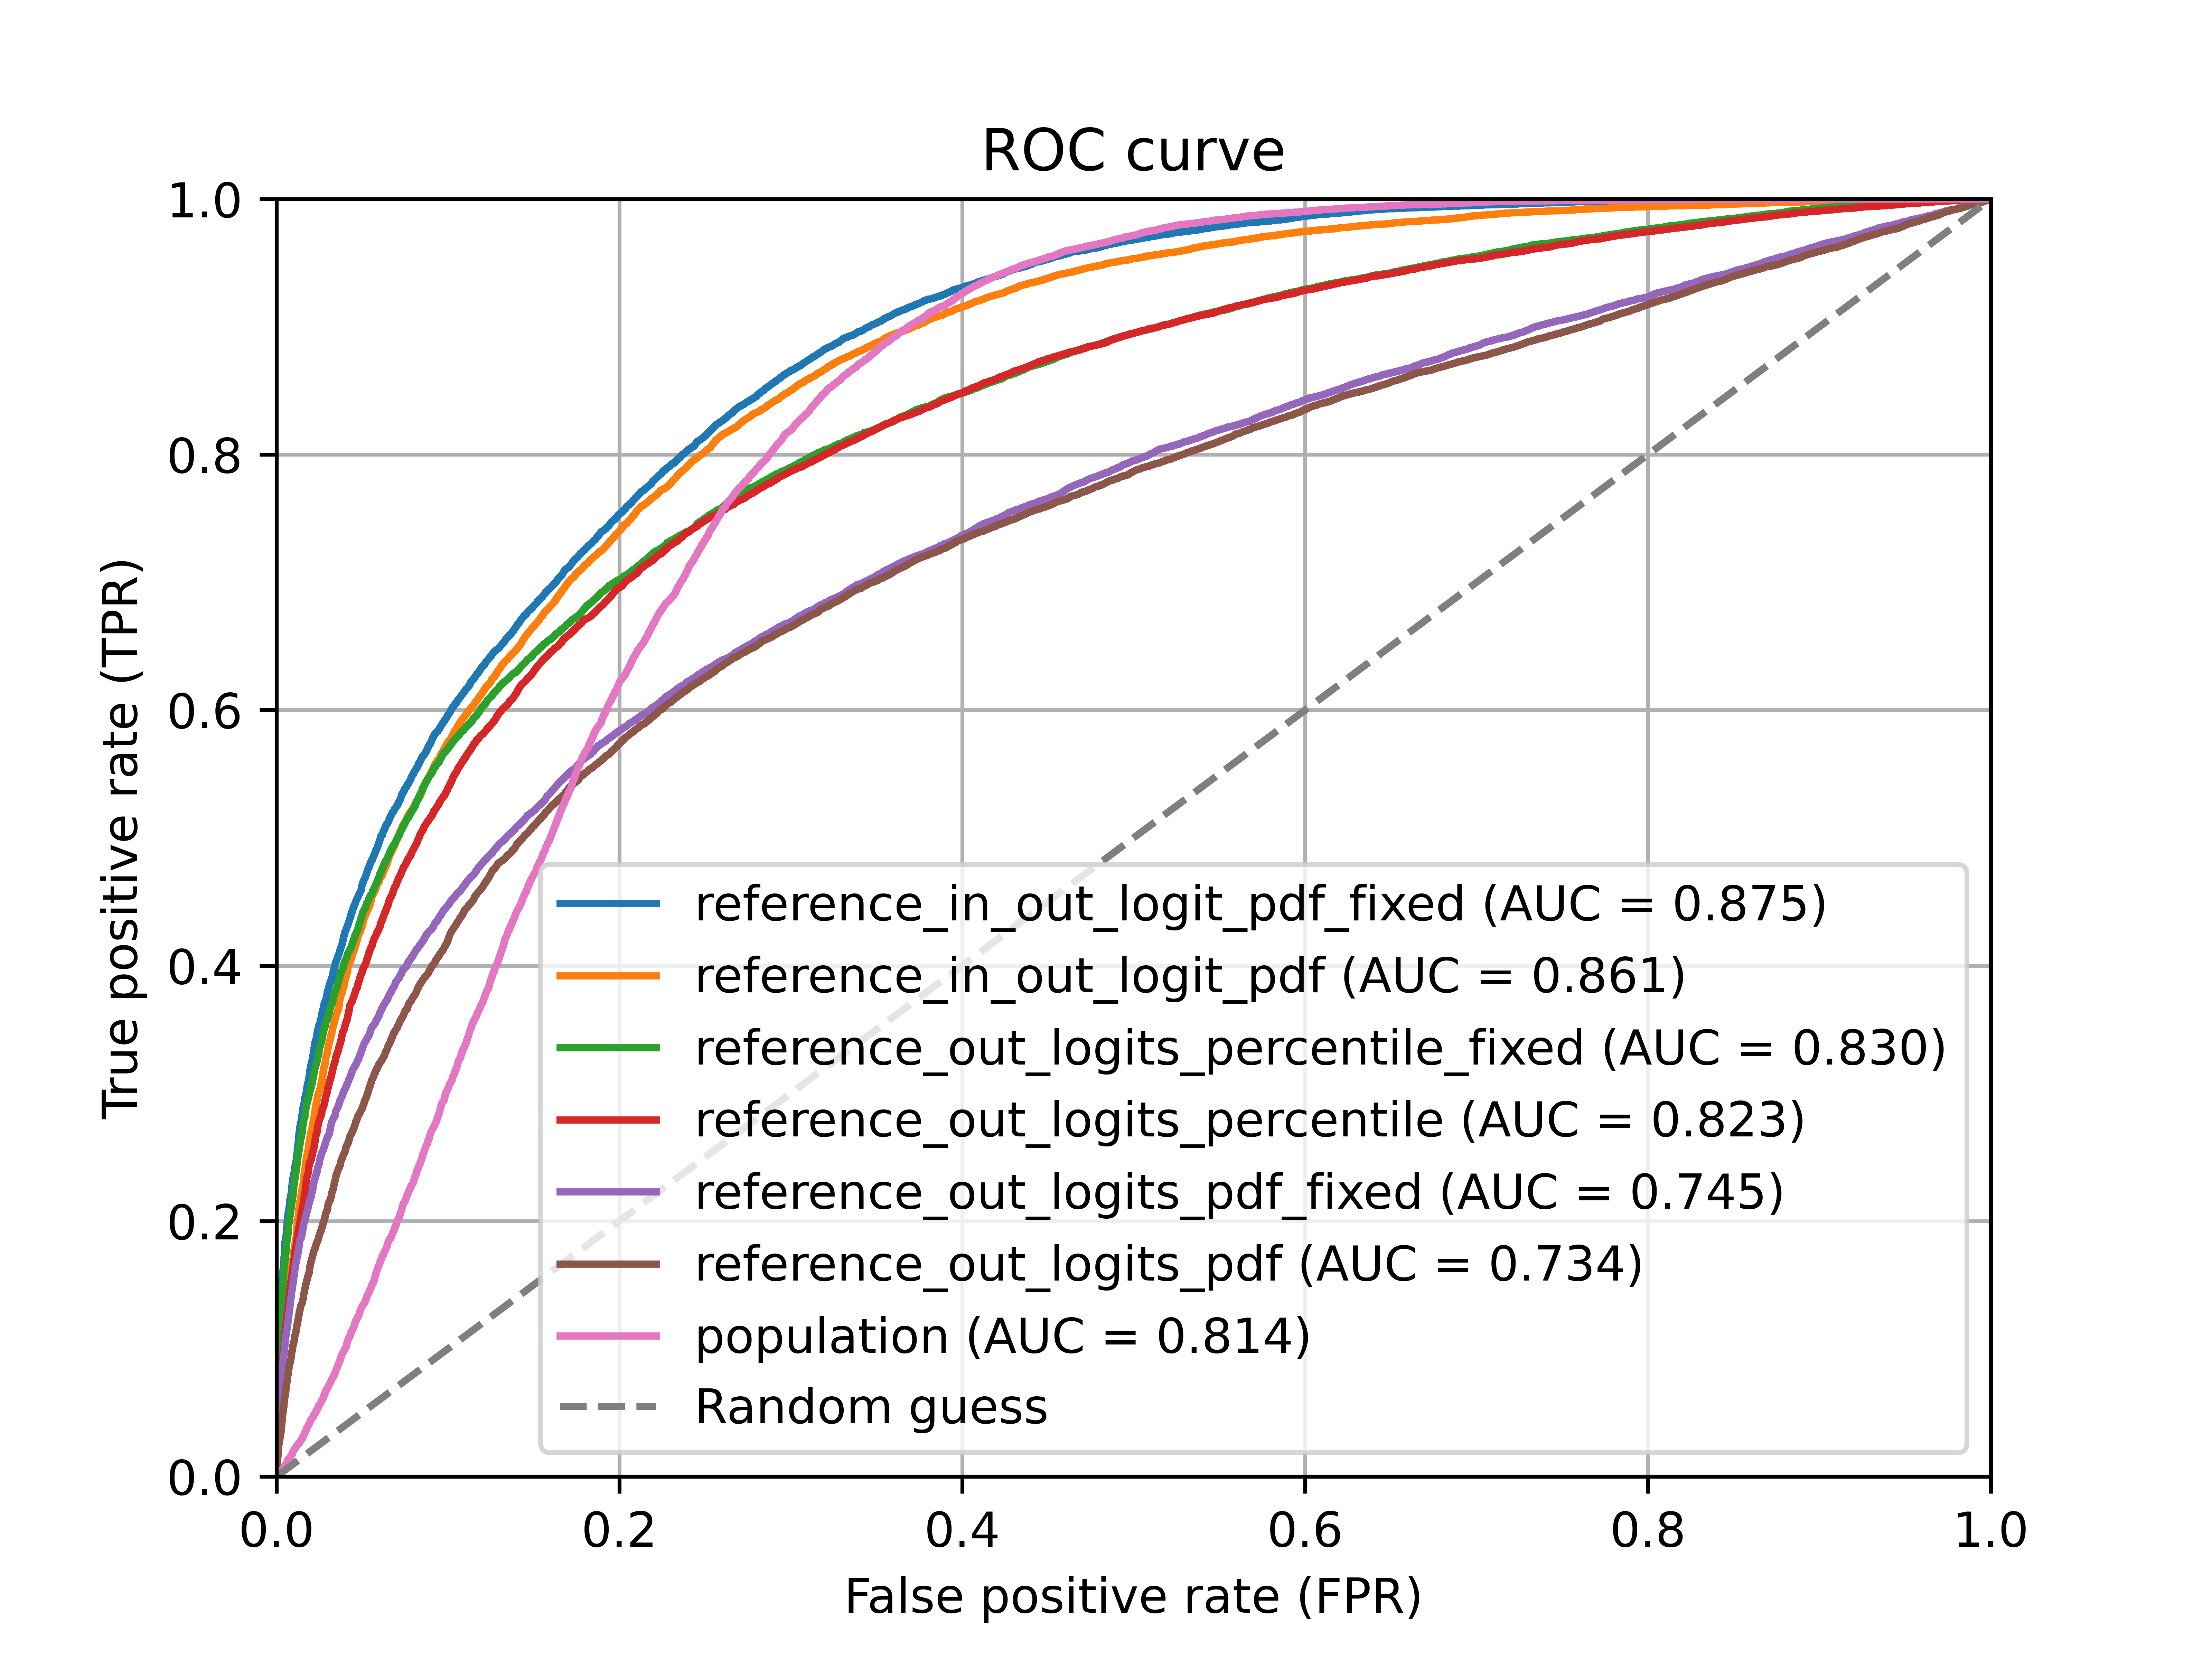 ROC curve
1.0
0.8
0.6
0.4
0.2
0.0
True positive rate (TPR)
reference_in_out_logit_pdf_fixed (AUC = 0.875)
reference_in_out_logit_pdf (AUC = 0.861)
reference_out_logits_percentile_fixed (AUC = 0.830)
reference_out_logits_percentile (AUC = 0.823)
reference_out_logits_pdf_fixed (AUC = 0.745)
reference_out_logits_pdf (AUC = 0.734)
population (AUC = 0.814)
Random guess
0.0 0.2 0.4 0.6 0.8 1.0
False positive rate (FPR)